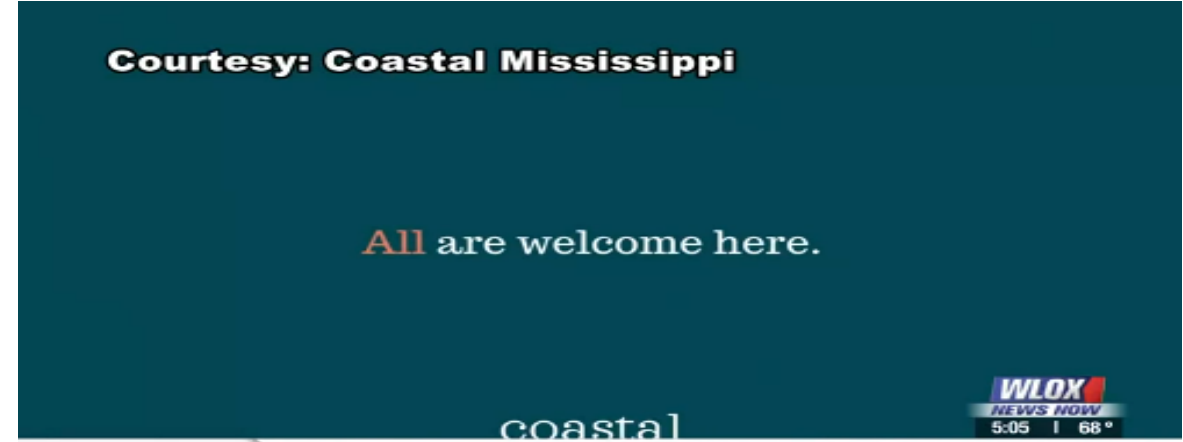 Courtesy: Coastal Mississippi
All are welcome here.
coastal
WLOX
NEWS NOW
5:05 | 68°